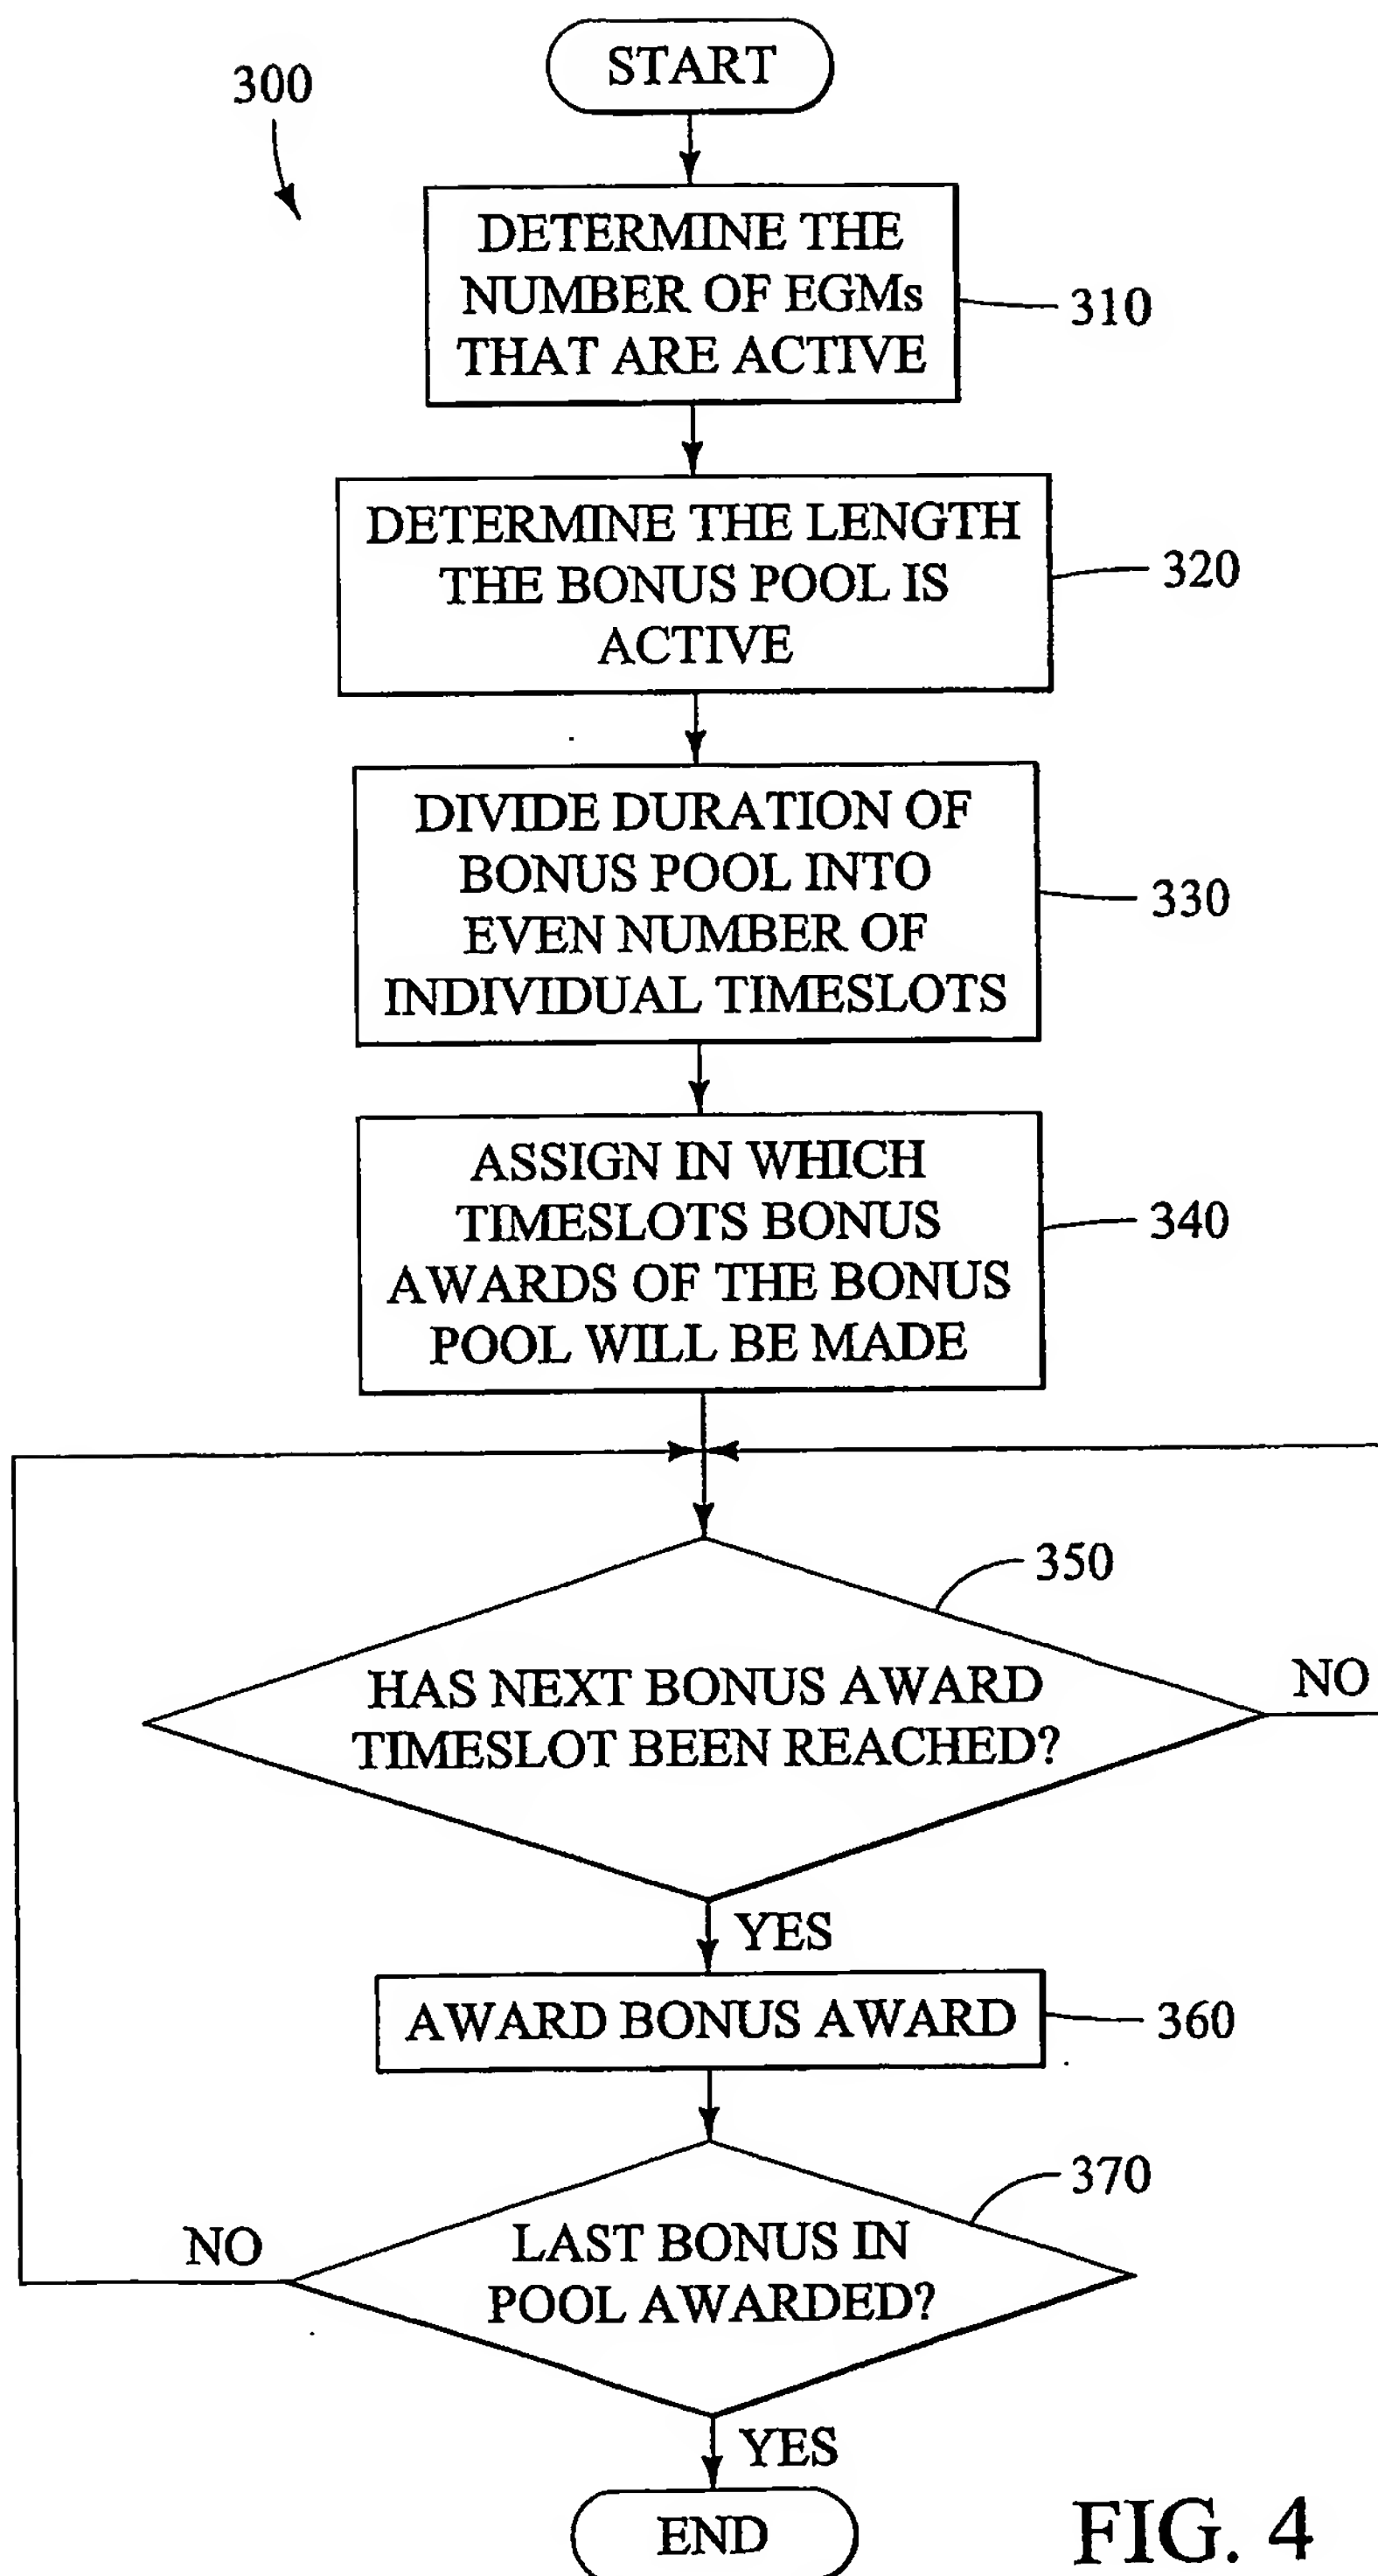 START
300
DETERMINE THE
NUMBER OF EGMs
THAT ARE ACTIVE
310
DETERMINE THE LENGTH
THE BONUS POOL IS
ACTIVE
320
DIVIDE DURATION OF
BONUS POOL INTO
EVEN NUMBER OF
INDIVIDUAL TIMESLOTS
330
ASSIGN IN WHICH
TIMESLOTS BONUS
AWARDS OF THE BONUS
POOL WILL BE MADE
340
350
HAS NEXT BONUS AWARD
TIMESLOT BEEN REACHED?
NO
YES
AWARD BONUS AWARD
360
370
LAST BONUS IN
POOL AWARDED?
NO
YES
END
FIG. 4